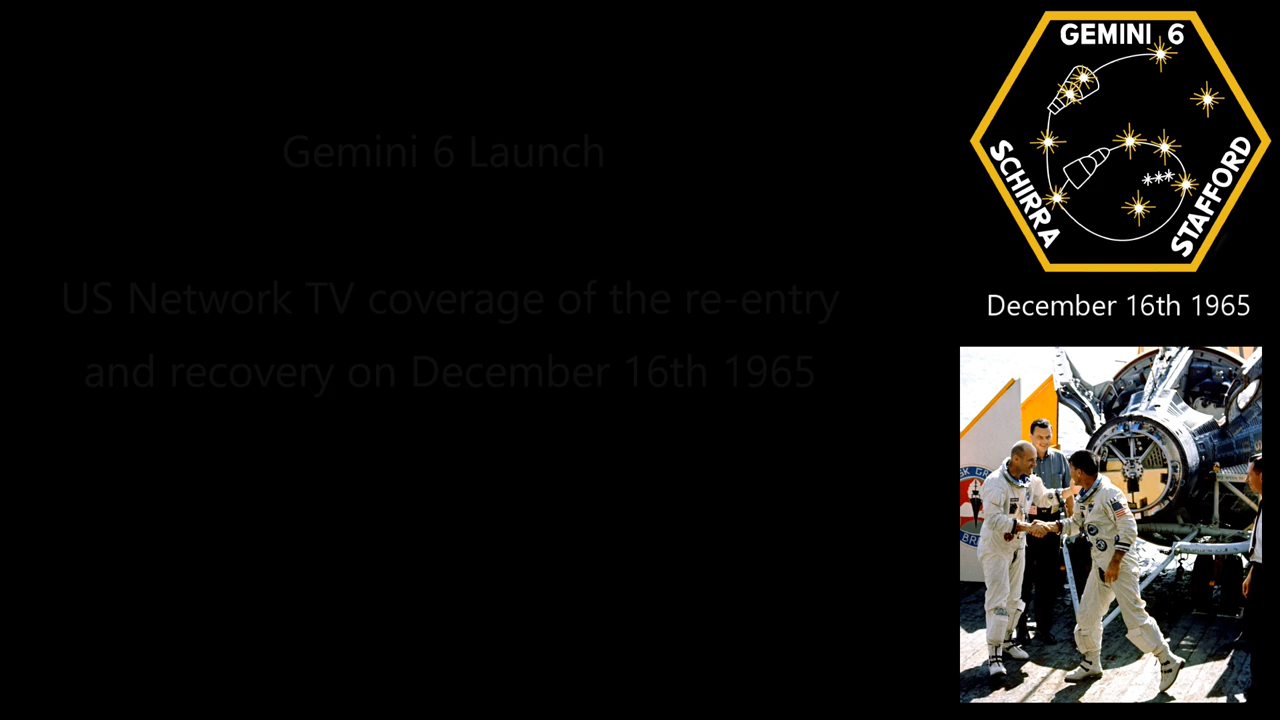 Gemini 6 Launch
US Network TV coverage of the re-entry
and recovery on December 16th 1965
GEMINI 6
SCHIRRA
STAFFORD
December 16th 1965